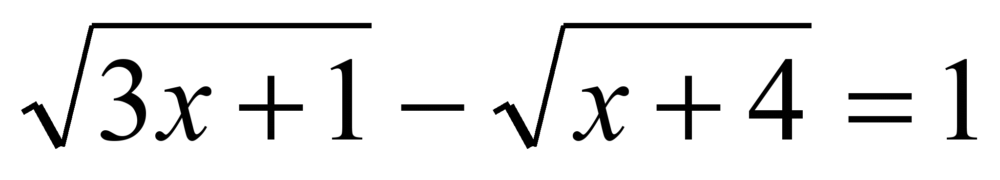 √(3x + 1) − √(x + 4) = 1